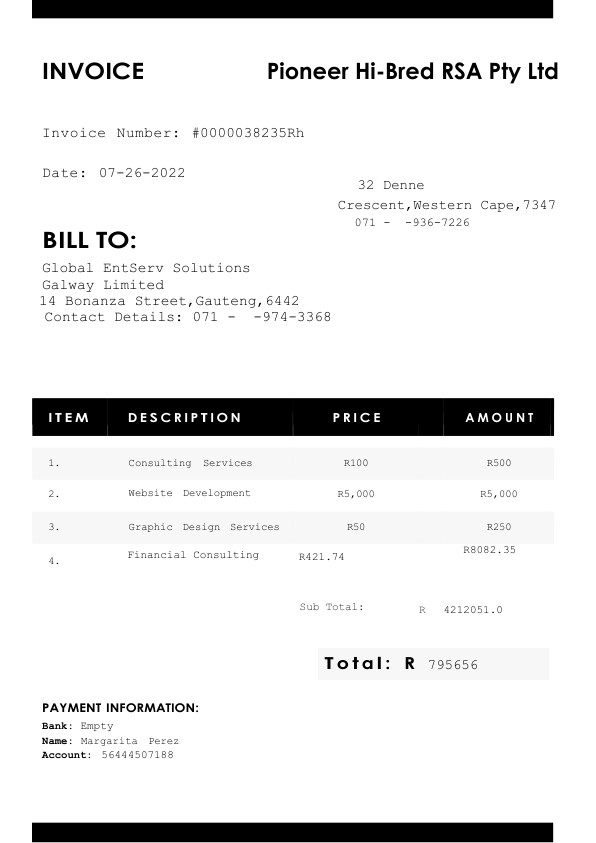 INVOICE Pioneer Hi-Bred RSA Pty Ltd
Invoice Number: #0000038235Rh
Date: 07-26-2022
32 Denne
Crescent,Western Cape,7347
071 - -936-7226
BILL TO:
Global EntServ Solutions
Galway Limited
14 Bonanza Street,Gauteng,6442
Contact Details: 071 - -974-3368
ITEM DESCRIPTION PRICE AMOUNT
1. Consulting Services R100 R500
2. Website Development R5,000 R5,000
3. Graphic Design Services R50 R250
4. Financial Consulting R421.74 R8082.35
Sub Total: R 4212051.0
Total: R 795656
PAYMENT INFORMATION:
Bank: Empty
Name: Margarita Perez
Account: 56444507188